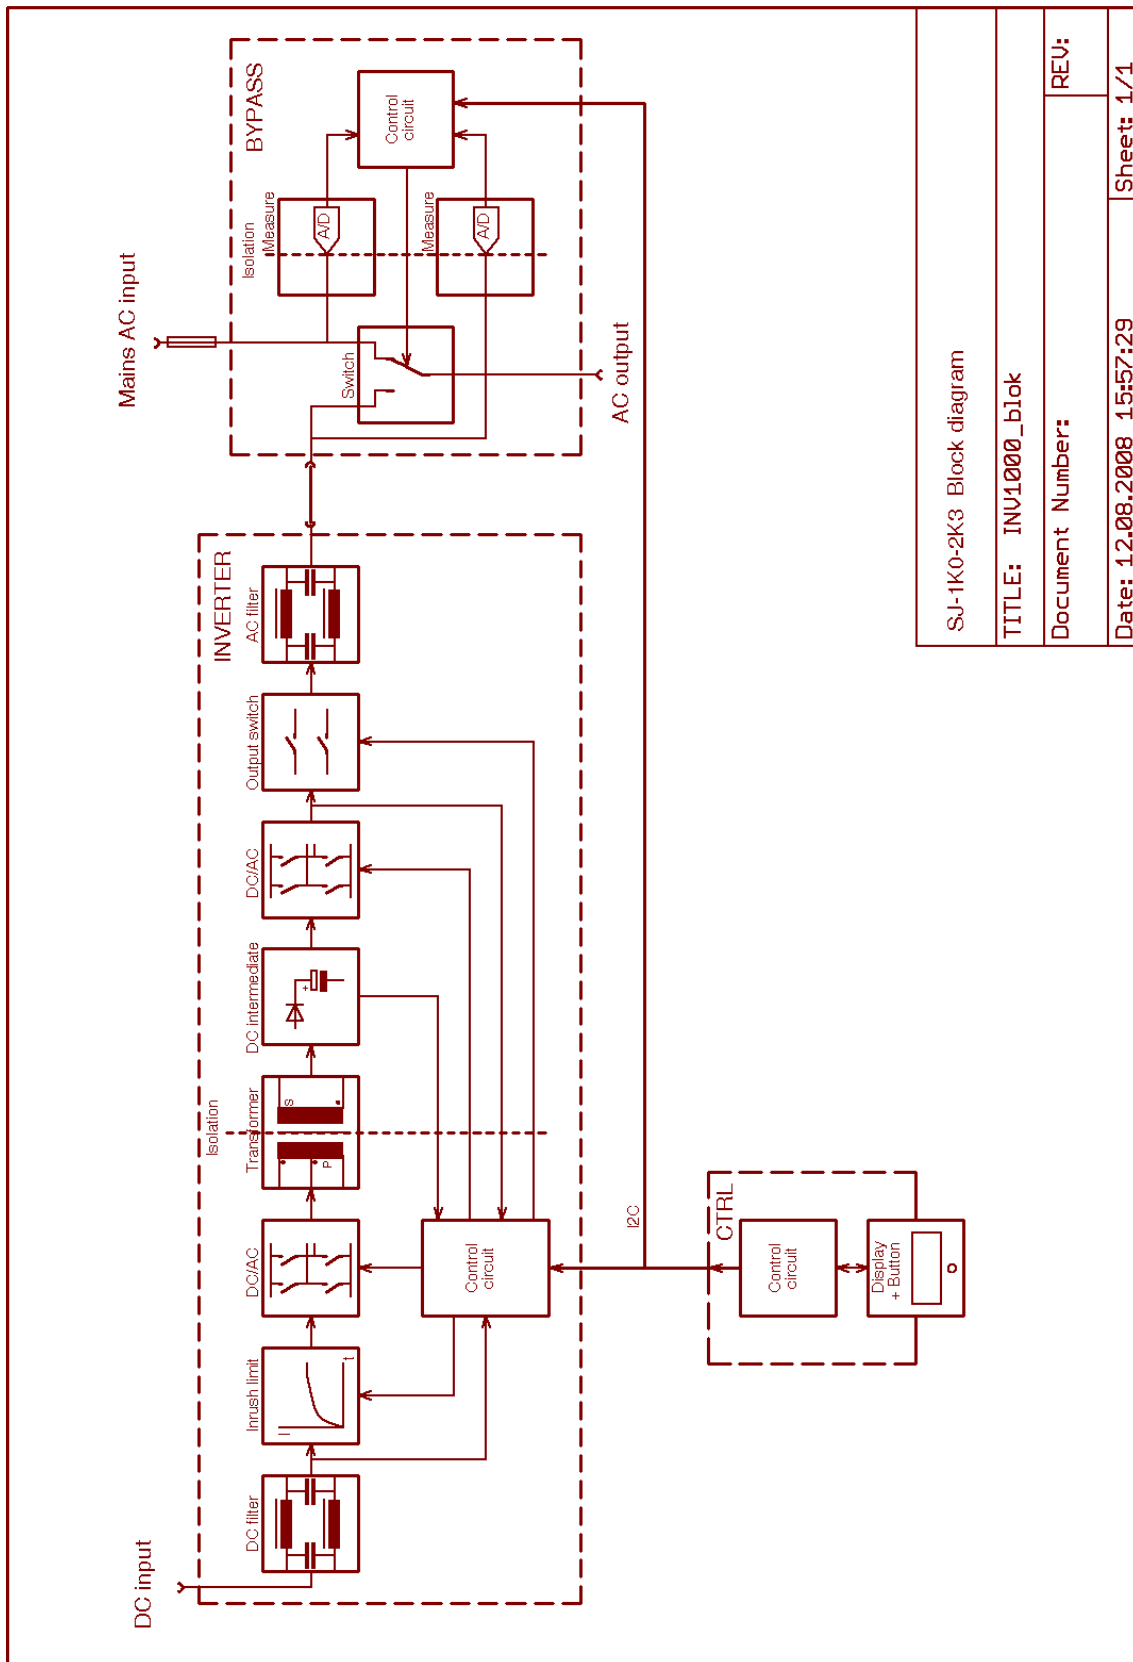 DC input
Mains AC input
INVERTER
BYPASS
Isolation
Isolation
DC filter
Inrush limit
DC/AC
Transformer
DC intermediate
DC/AC
Output switch
AC filter
Switch
Measure
Measure
I
t
P
S
+
A/D
A/D
Control
circuit
Control
circuit
AC output
I2C
CTRL
Control
circuit
Display
+ Button
SJ-1K0-2K3 Block diagram
TITLE: INV1000_blok
Document Number:
REV:
Date: 12.08.2008 15:57:29
Sheet: 1/1